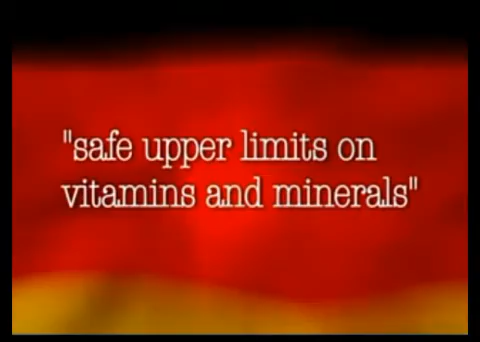 "safe upper limits on
vitamins and minerals"